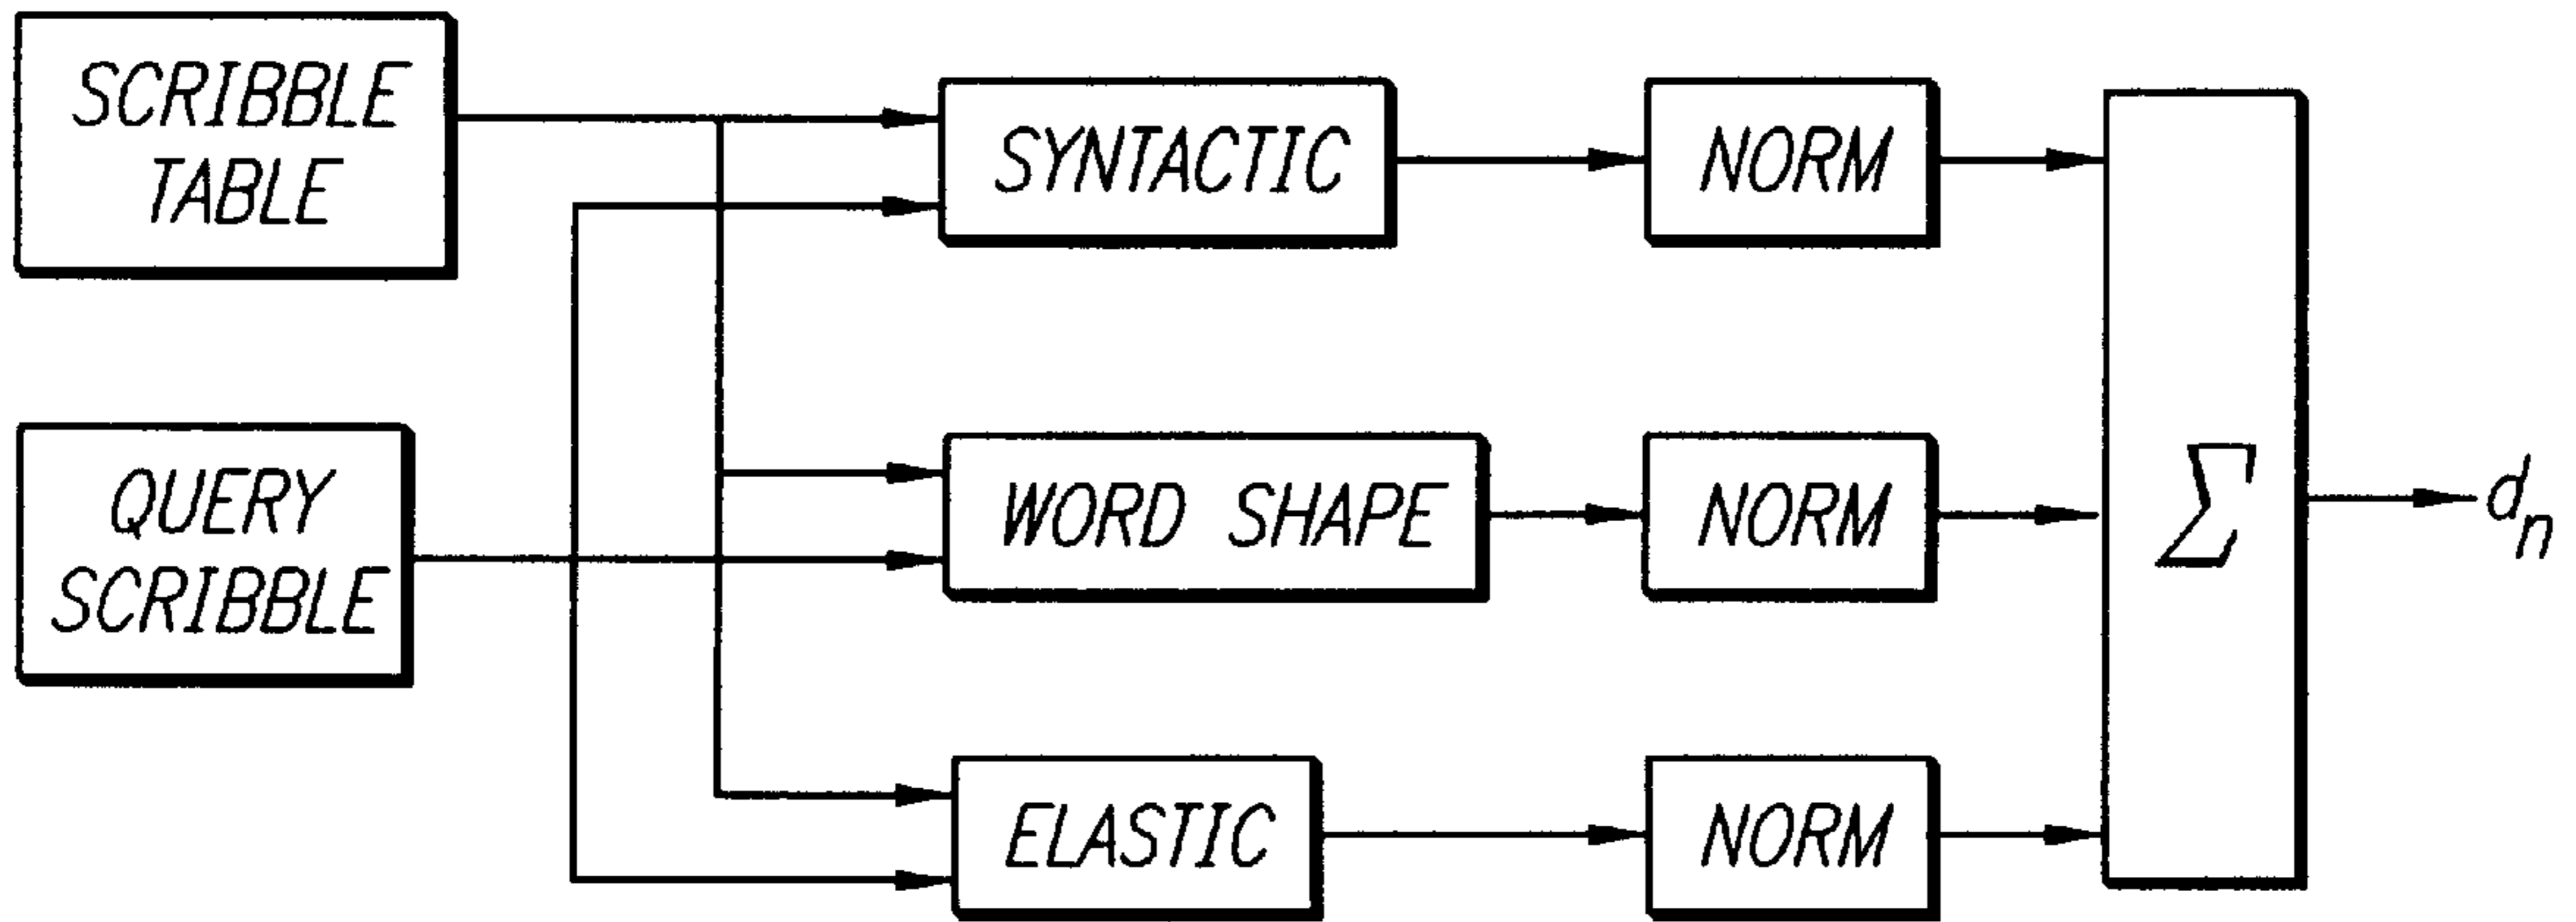 SCRIBBLE
TABLE
SYNTACTIC
NORM
QUERY
SCRIBBLE
WORD SHAPE
NORM
Σ
dn
ELASTIC
NORM